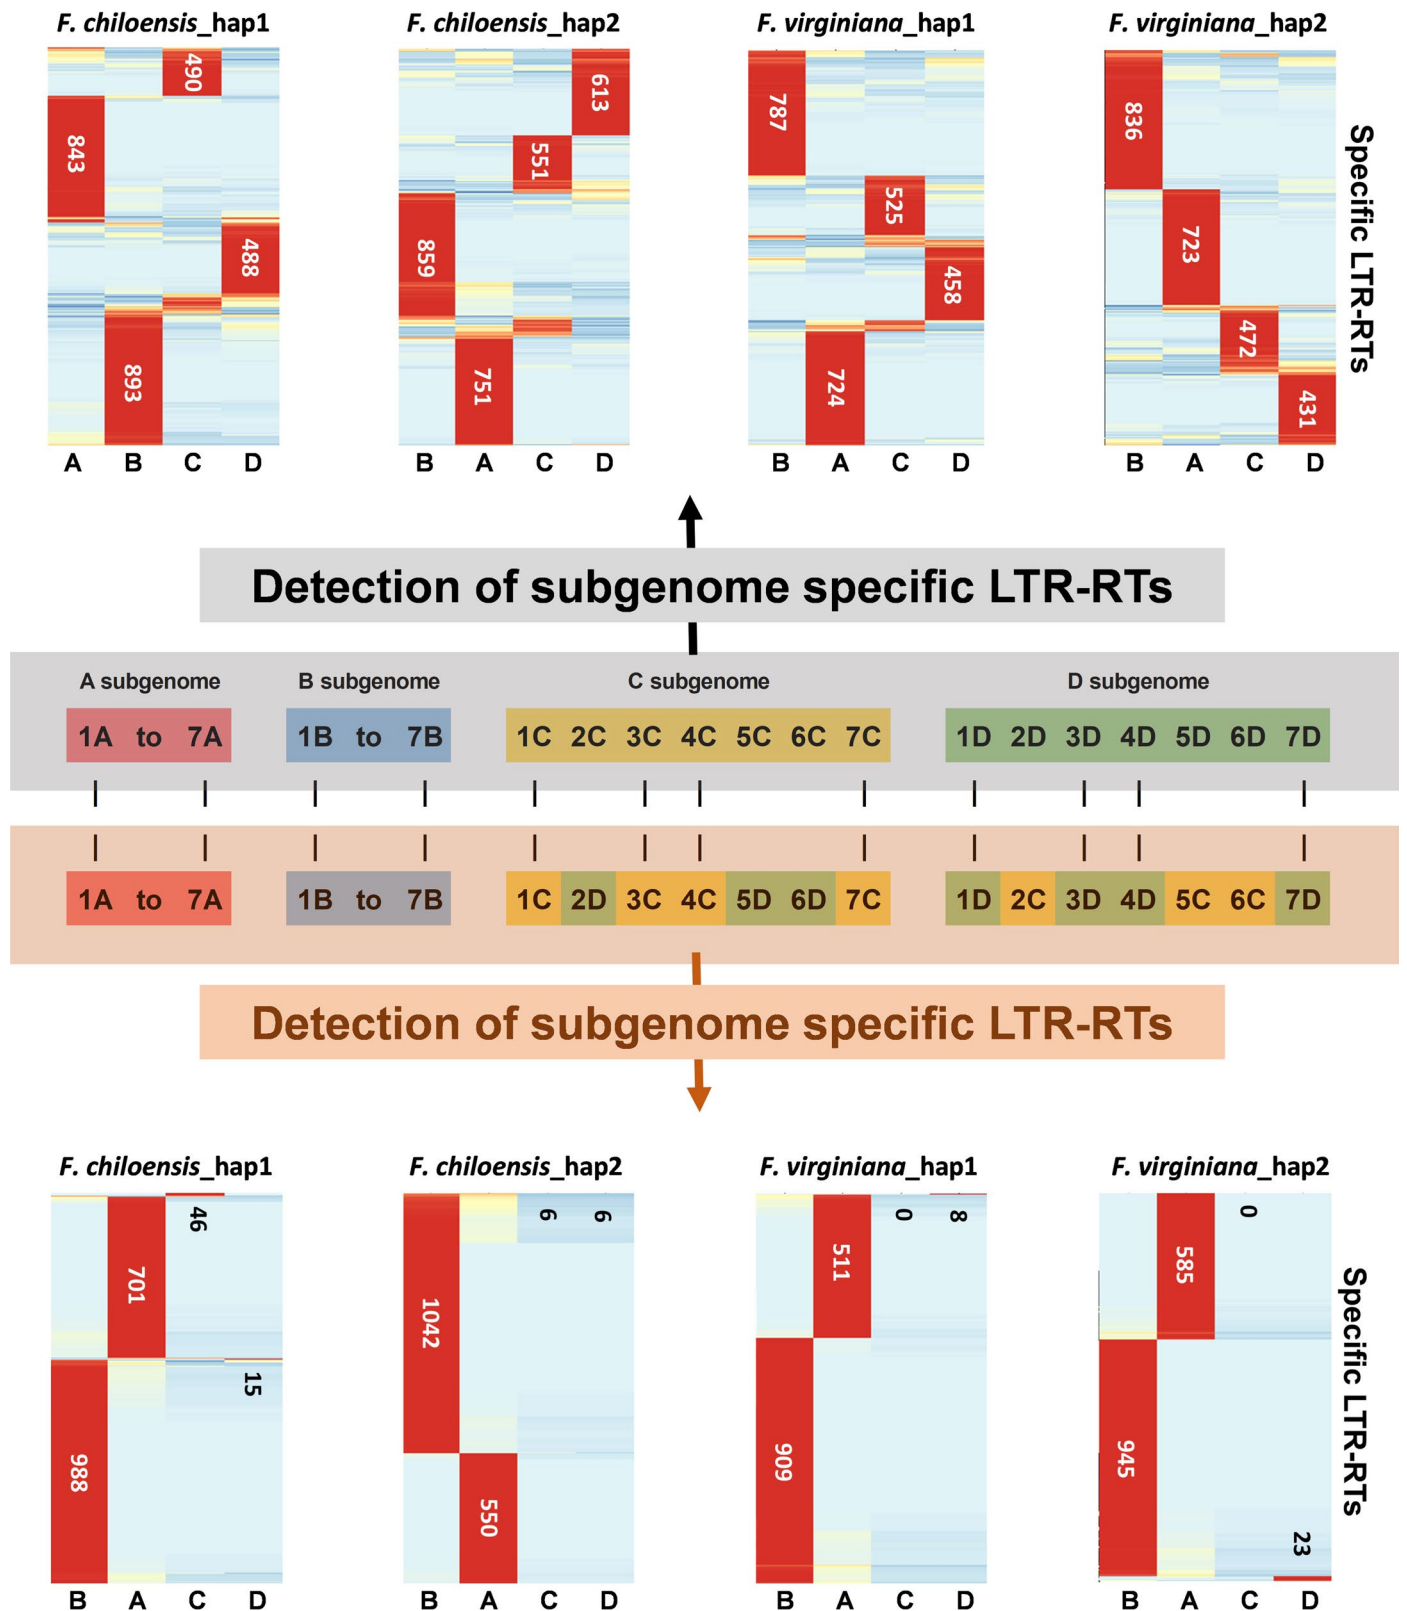 F. chiloensis_hap1
F. chiloensis_hap2
F. virginiana_hap1
F. virginiana_hap2
490
843
488
893
613
551
859
751
787
525
458
724
836
723
472
431
Specific LTR-RTs
A B C D
B A C D
B A C D
B A C D
Detection of subgenome specific LTR-RTs
A subgenome
B subgenome
C subgenome
D subgenome
1A to 7A
1B to 7B
1C 2C 3C 4C 5C 6C 7C
1D 2D 3D 4D 5D 6D 7D
1A to 7A
1B to 7B
1C 2D 3C 4C 5D 6D 7C
1D 2C 3D 4D 5C 6C 7D
Detection of subgenome specific LTR-RTs
F. chiloensis_hap1
F. chiloensis_hap2
F. virginiana_hap1
F. virginiana_hap2
46
701
15
988
6
6
1042
550
0
8
511
909
0
585
945
23
Specific LTR-RTs
B A C D
B A C D
B A C D
B A C D